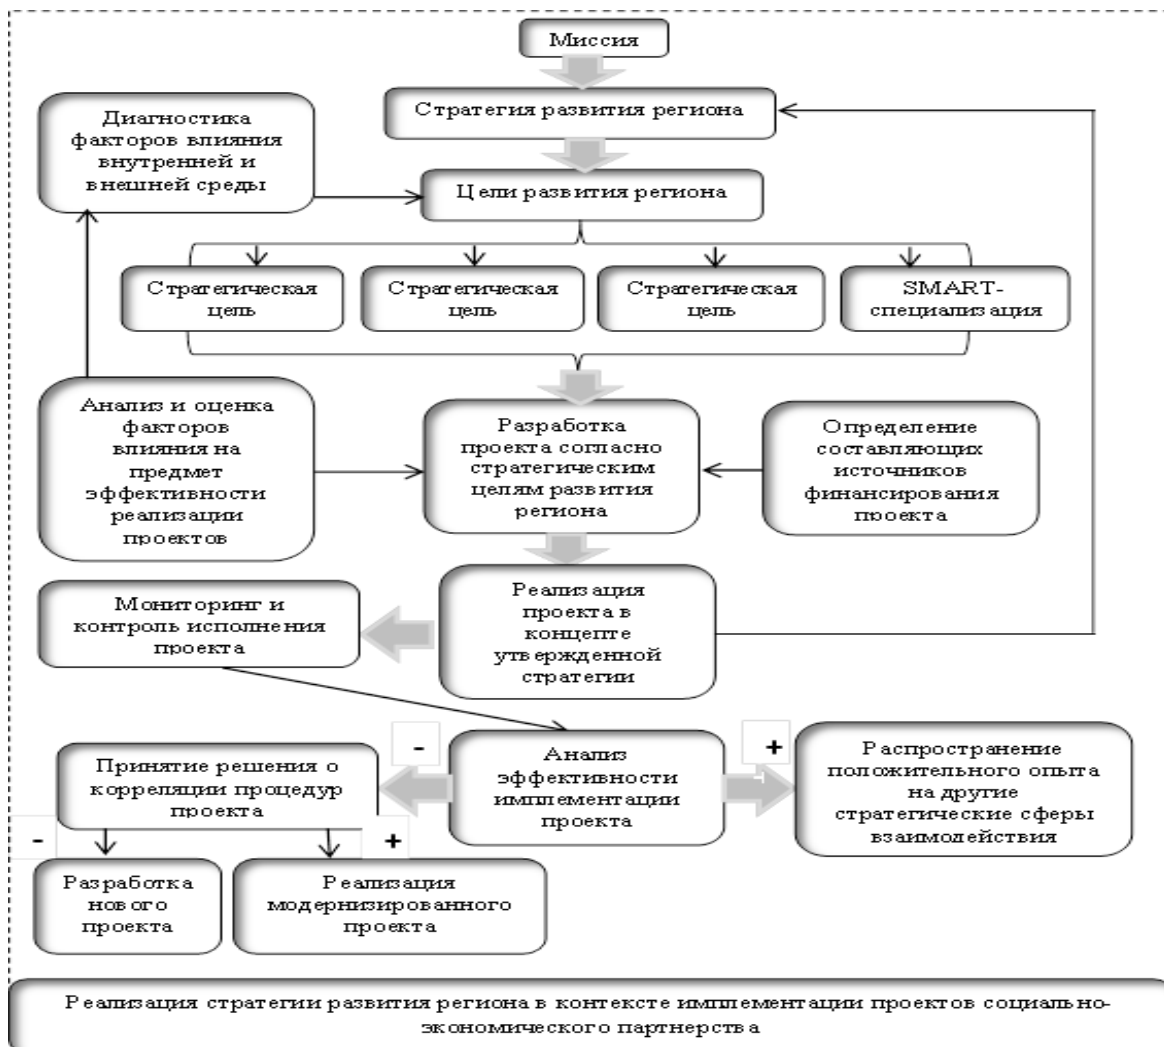 Миссия
Стратегия развития региона
Диагностика
факторов влияния
внутренней и
внешней среды
Цели развития региона
Стратегическая
цель
Стратегическая
цель
Стратегическая
цель
SMART-
специализация
Анализ и оценка
факторов
влияния на
предмет
эффективности
реализации
проектов
Разработка
проекта согласно
стратегическим
целям развития
региона
Определение
составляющих
источников
финансирования
проекта
Мониторинг и
контроль исполнения
проекта
Реализация
проекта в
концепте
утвержденной
стратегии
-
+
Принятие решения о
корреляции процедур
проекта
Анализ
эффективности
имплементации
проекта
Распространение
положительного опыта
на другие
стратегические сферы
взаимодействия
-
+
Разработка
нового
проекта
Реализация
модернизированного
проекта
Реализация стратегии развития региона в контексте имплементации проектов социально-
экономического партнерства